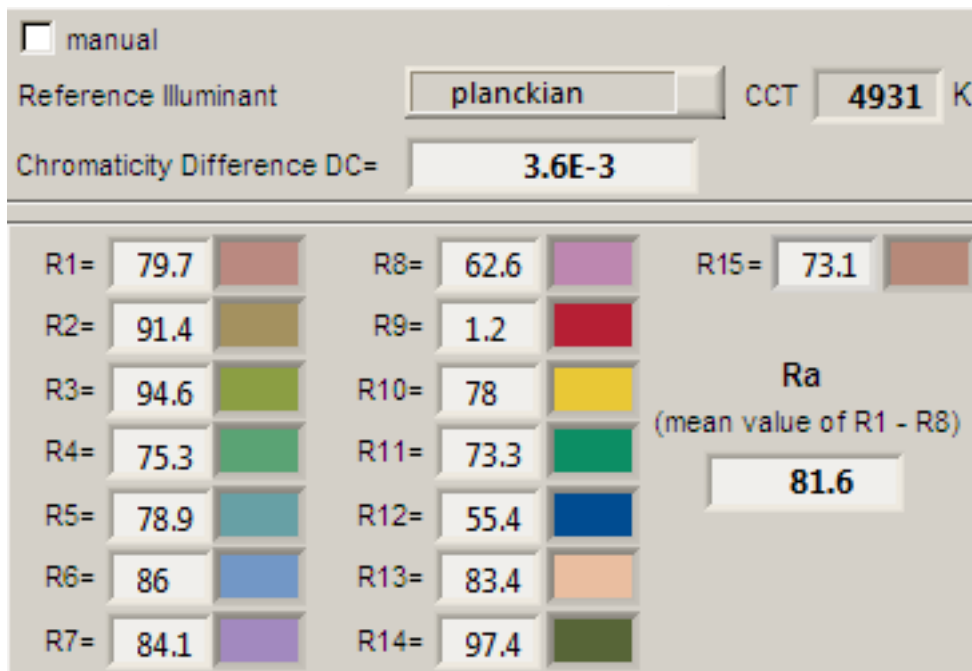 manual
Reference Illuminant planckian CCT 4931 K
Chromaticity Difference DC= 3.6E-3
R1= 79.7 R8= 62.6 R15= 73.1
R2= 91.4 R9= 1.2
R3= 94.6 R10= 78 Ra
(mean value of R1 - R8)
R4= 75.3 R11= 73.3
81.6
R5= 78.9 R12= 55.4
R6= 86 R13= 83.4
R7= 84.1 R14= 97.4